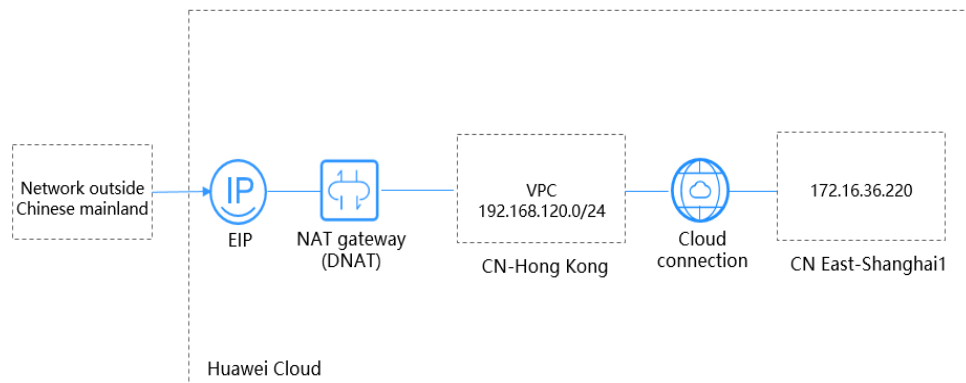 Network outside
Chinese mainland
IP
EIP
NAT gateway
(DNAT)
VPC
192.168.120.0/24
CN-Hong Kong
Cloud
connection
172.16.36.220
CN East-Shanghai1
Huawei Cloud